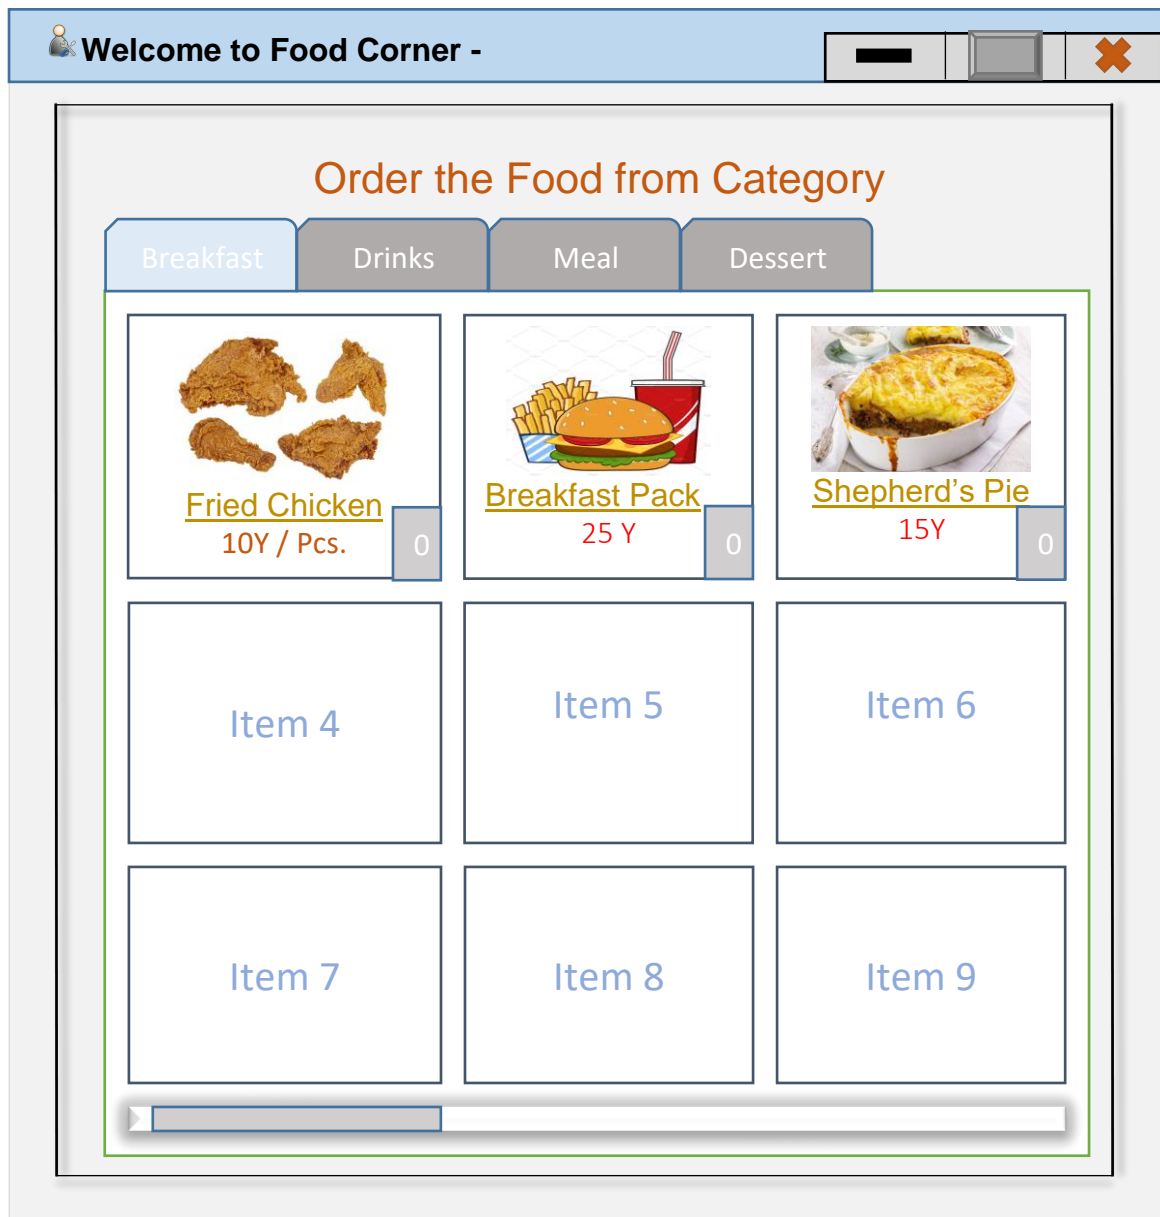 Welcome to Food Corner -
Order the Food from Category
Breakfast Drinks Meal Dessert
Fried Chicken
10Y / Pcs.
0
Breakfast Pack
25 Y
0
Shepherd’s Pie
15Y
0
Item 4
Item 5
Item 6
Item 7
Item 8
Item 9